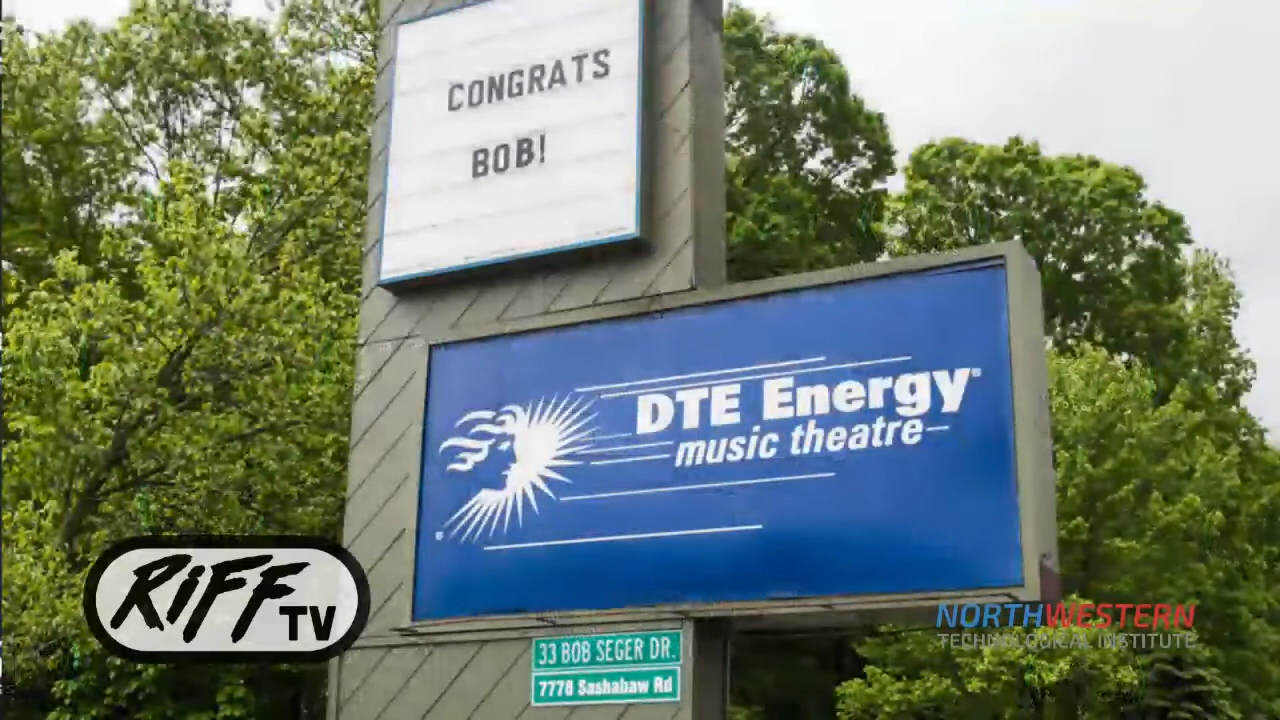 CONGRATS
BOB!
DTE Energy®
music theatre
®
RiFF
TV
NORTHWESTERN
TECHNOLOGICAL INSTITUTE
33 BOB SEGER DR.
7778 Sashabaw Rd